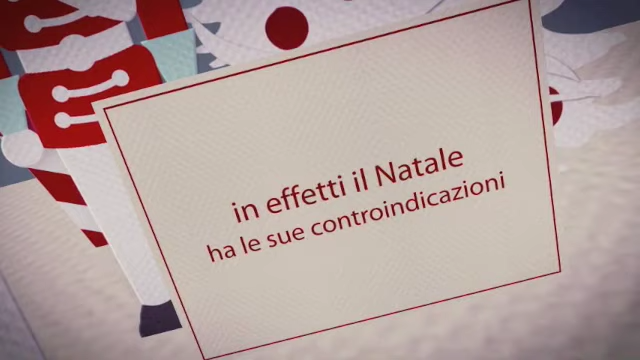 in effetti il Natale
ha le sue controindicazioni